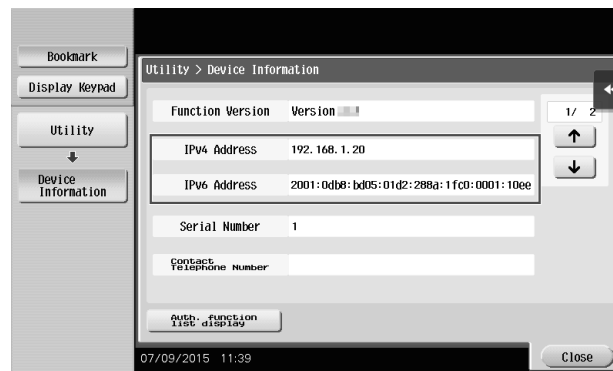 Bookmark
Display Keypad
Utility
Device
Information
Utility > Device Information
Function Version Version
1/ 2
IPv4 Address 192.168.1.20
IPv6 Address 2001:0db8:bd05:01d2:288a:1fc0:0001:10ee
Serial Number 1
Contact
Telephone Number
Auth. function
list display
07/09/2015 11:39
Close